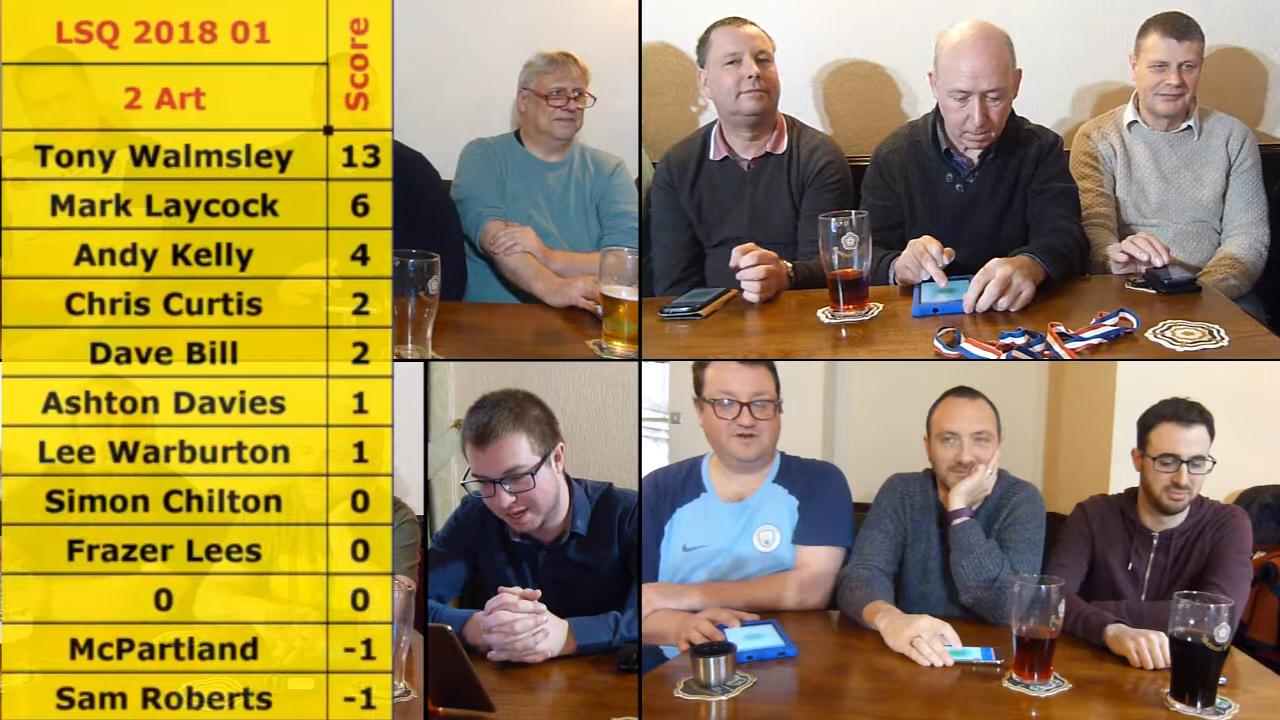 LSQ 2018 01
Score
2 Art
Tony Walmsley 13
Mark Laycock 6
Andy Kelly 4
Chris Curtis 2
Dave Bill 2
Ashton Davies 1
Lee Warburton 1
Simon Chilton 0
Frazer Lees 0
0 0
McPartland -1
Sam Roberts -1